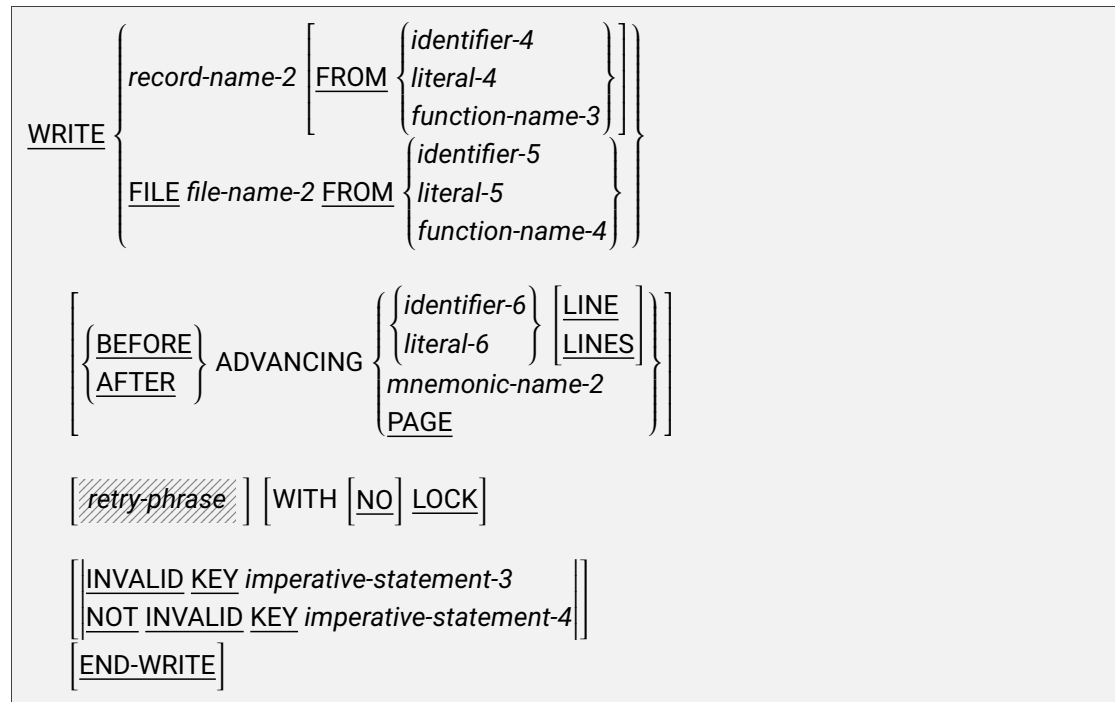 identifier-4
record-name-2 FROM literal-4
function-name-3
WRITE
identifier-5
FILE file-name-2 FROM literal-5
function-name-4
identifier-6 LINE
BEFORE literal-6 LINES
AFTER ADVANCING
mnemonic-name-2
PAGE
retry-phrase WITH NO LOCK
INVALID KEY imperative-statement-3
NOT INVALID KEY imperative-statement-4
END-WRITE